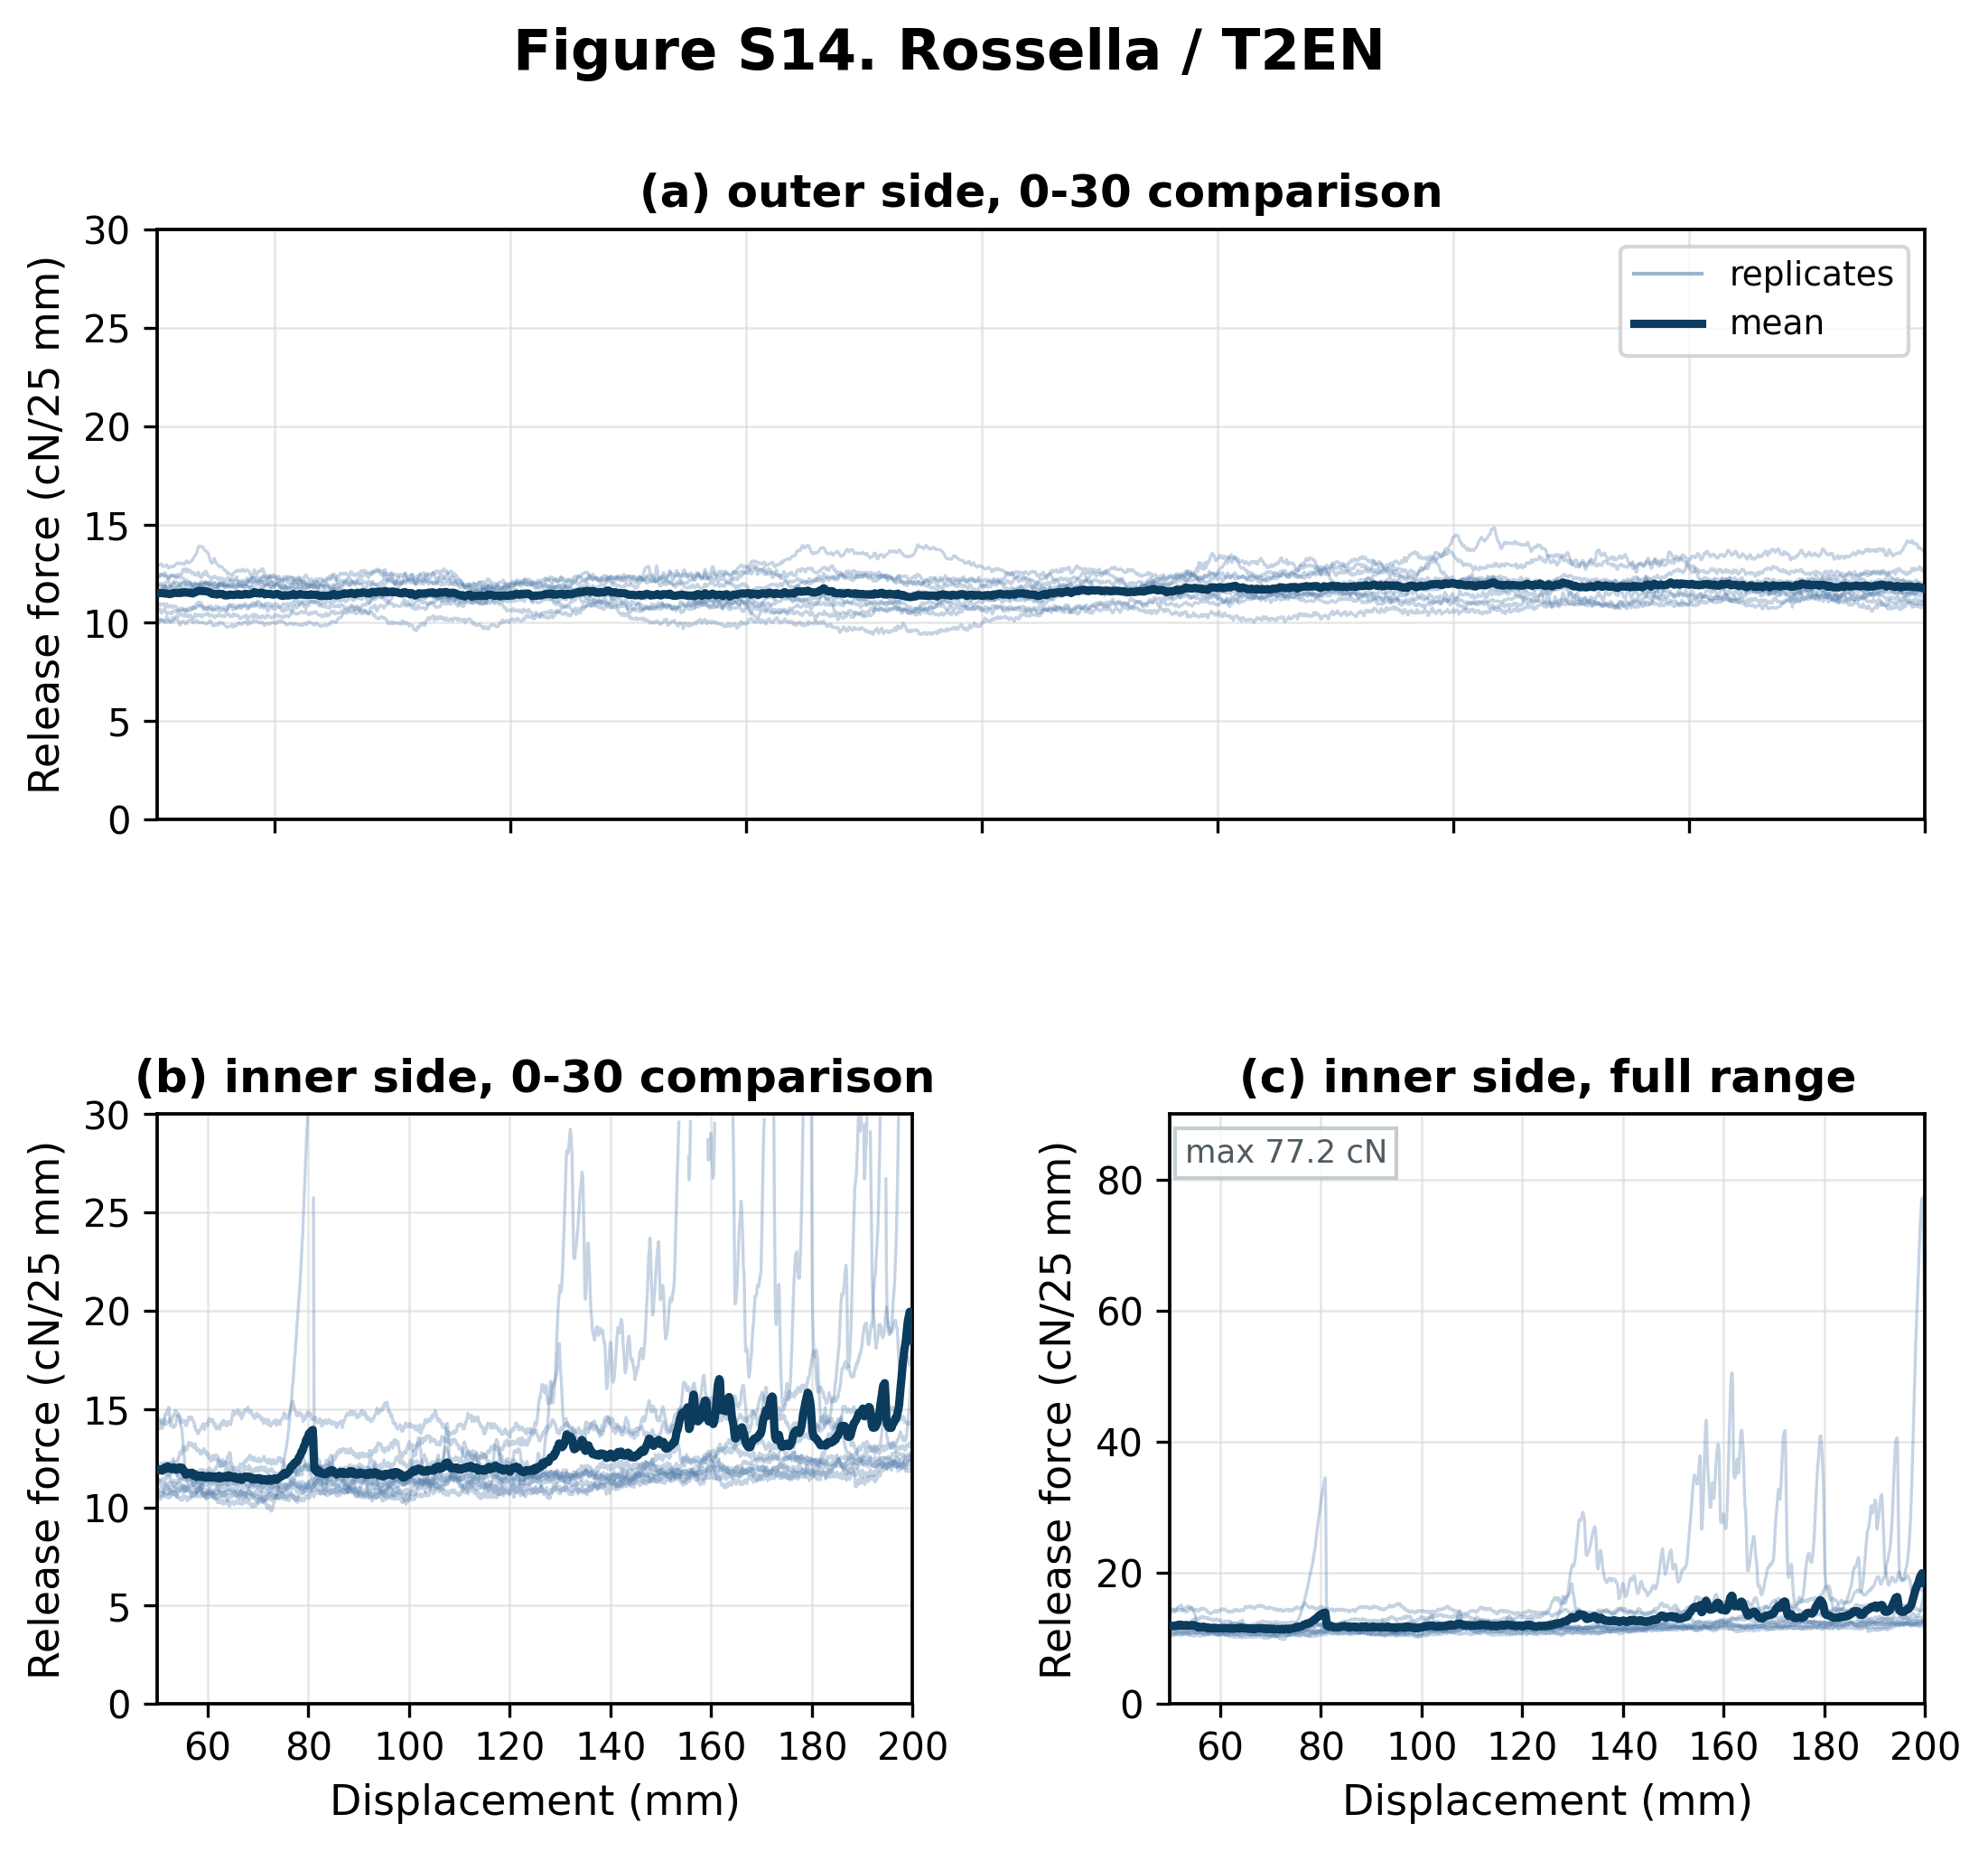 Figure S14. Rossella / T2EN
(a) outer side, 0-30 comparison
Release force (cN/25 mm)
30
25
20
15
10
5
0
replicates
mean
(b) inner side, 0-30 comparison
Release force (cN/25 mm)
30
25
20
15
10
5
0
60 80 100 120 140 160 180 200
Displacement (mm)
(c) inner side, full range
Release force (cN/25 mm)
max 77.2 cN
80
60
40
20
0
60 80 100 120 140 160 180 200
Displacement (mm)